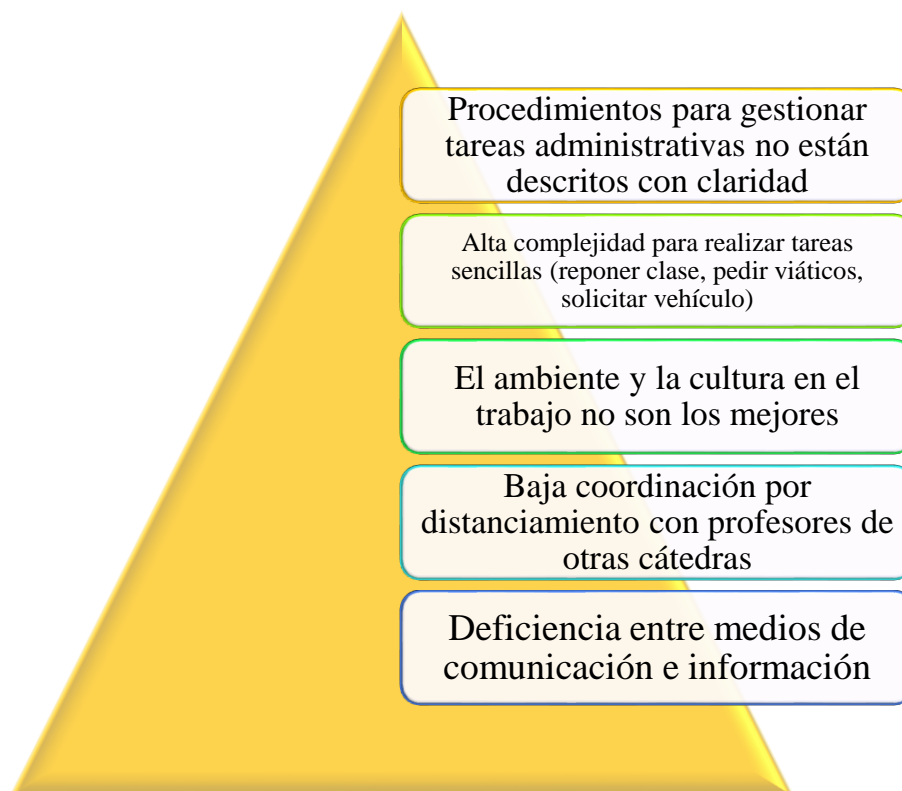 Procedimientos para gestionar
tareas administrativas no están
descritos con claridad
Alta complejidad para realizar tareas
sencillas (reponer clase, pedir viáticos,
solicitar vehículo)
El ambiente y la cultura en el
trabajo no son los mejores
Baja coordinación por
distanciamiento con profesores de
otras cátedras
Deficiencia entre medios de
comunicación e información